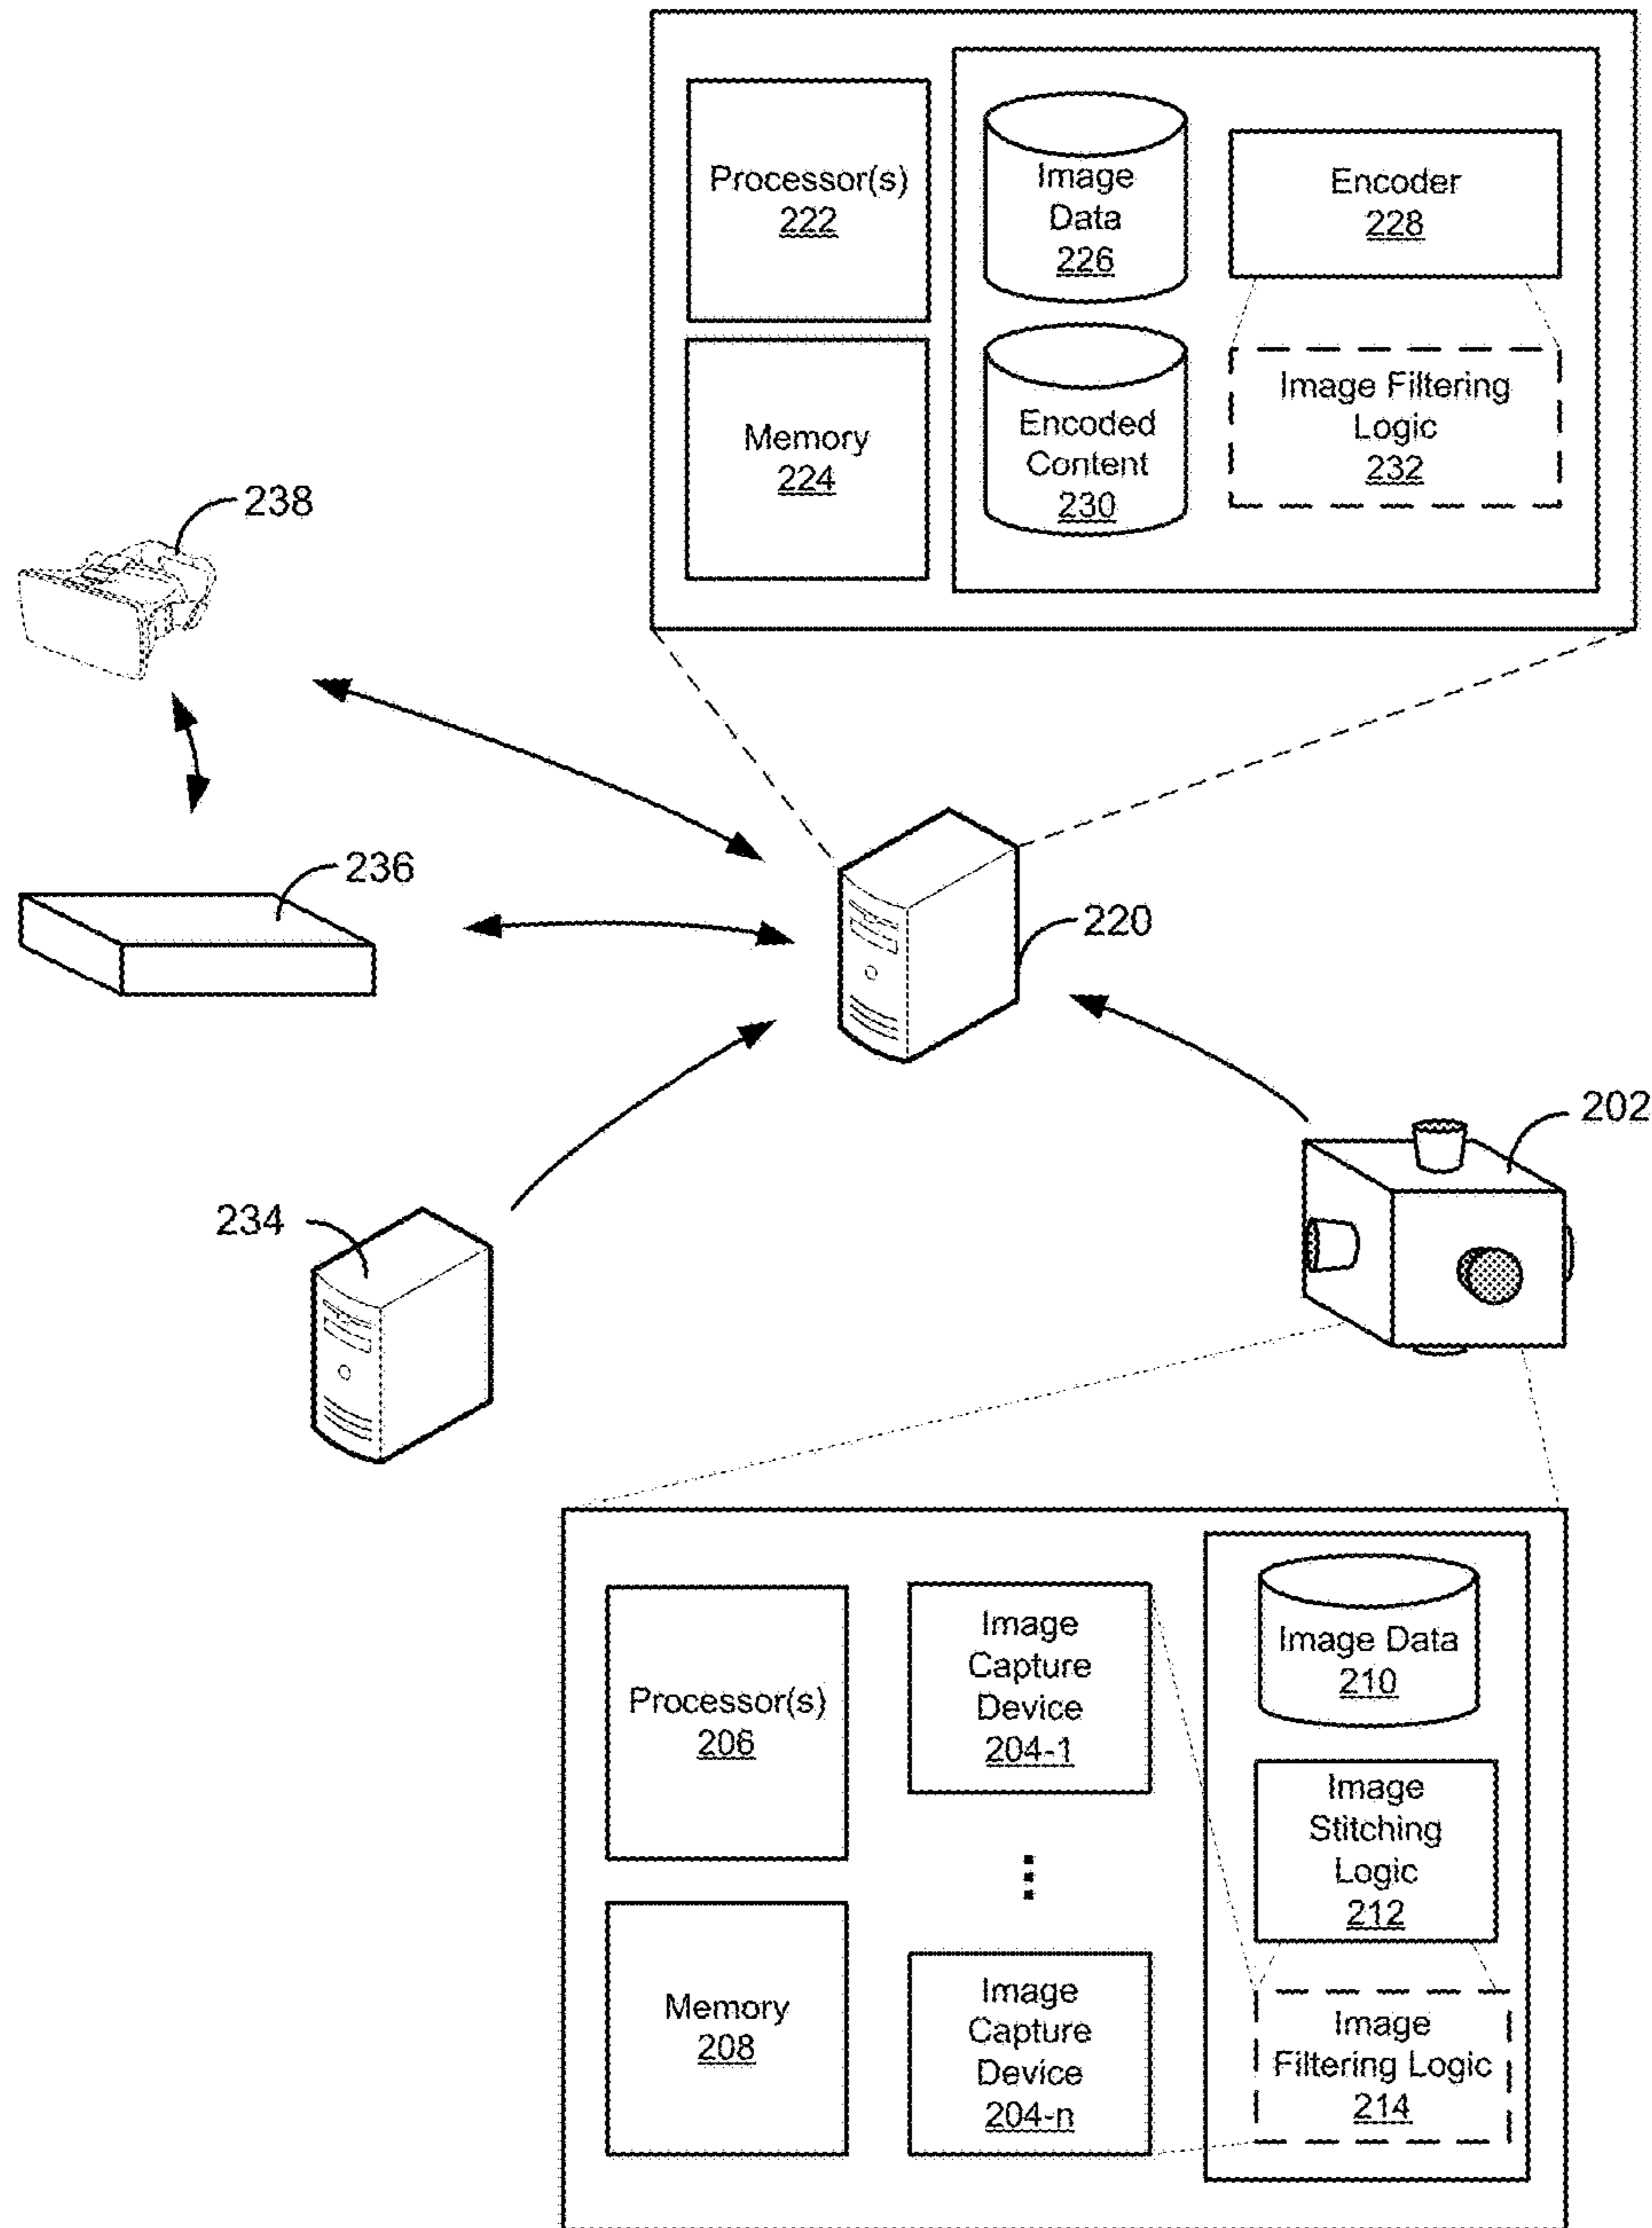 Processor(s)
222
Image
Data
226
Encoder
228
Memory
224
Encoded
Content
230
Image Filtering
Logic
232
238
236
220
202
234
Processor(s)
206
Image
Capture
Device
204-1
Image Data
210
Image
Stitching
Logic
212
Memory
208
Image
Capture
Device
204-n
Image
Filtering Logic
214